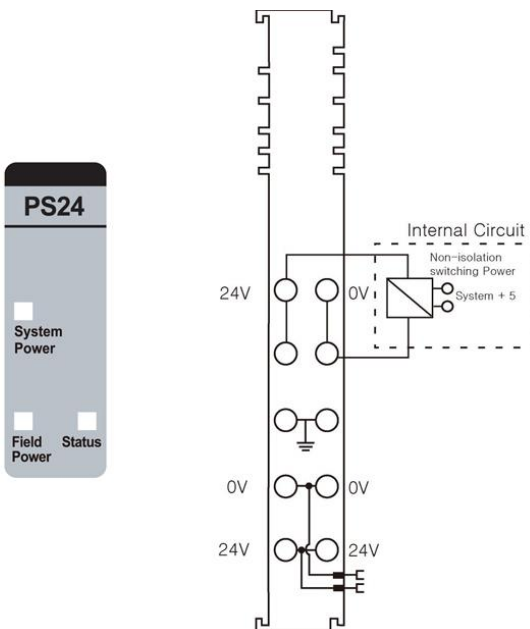 PS24
System
Power
Field
Power
Status
Internal Circuit
Non-isolation
switching Power
System + 5
24V
0V
0V
0V
24V
24V